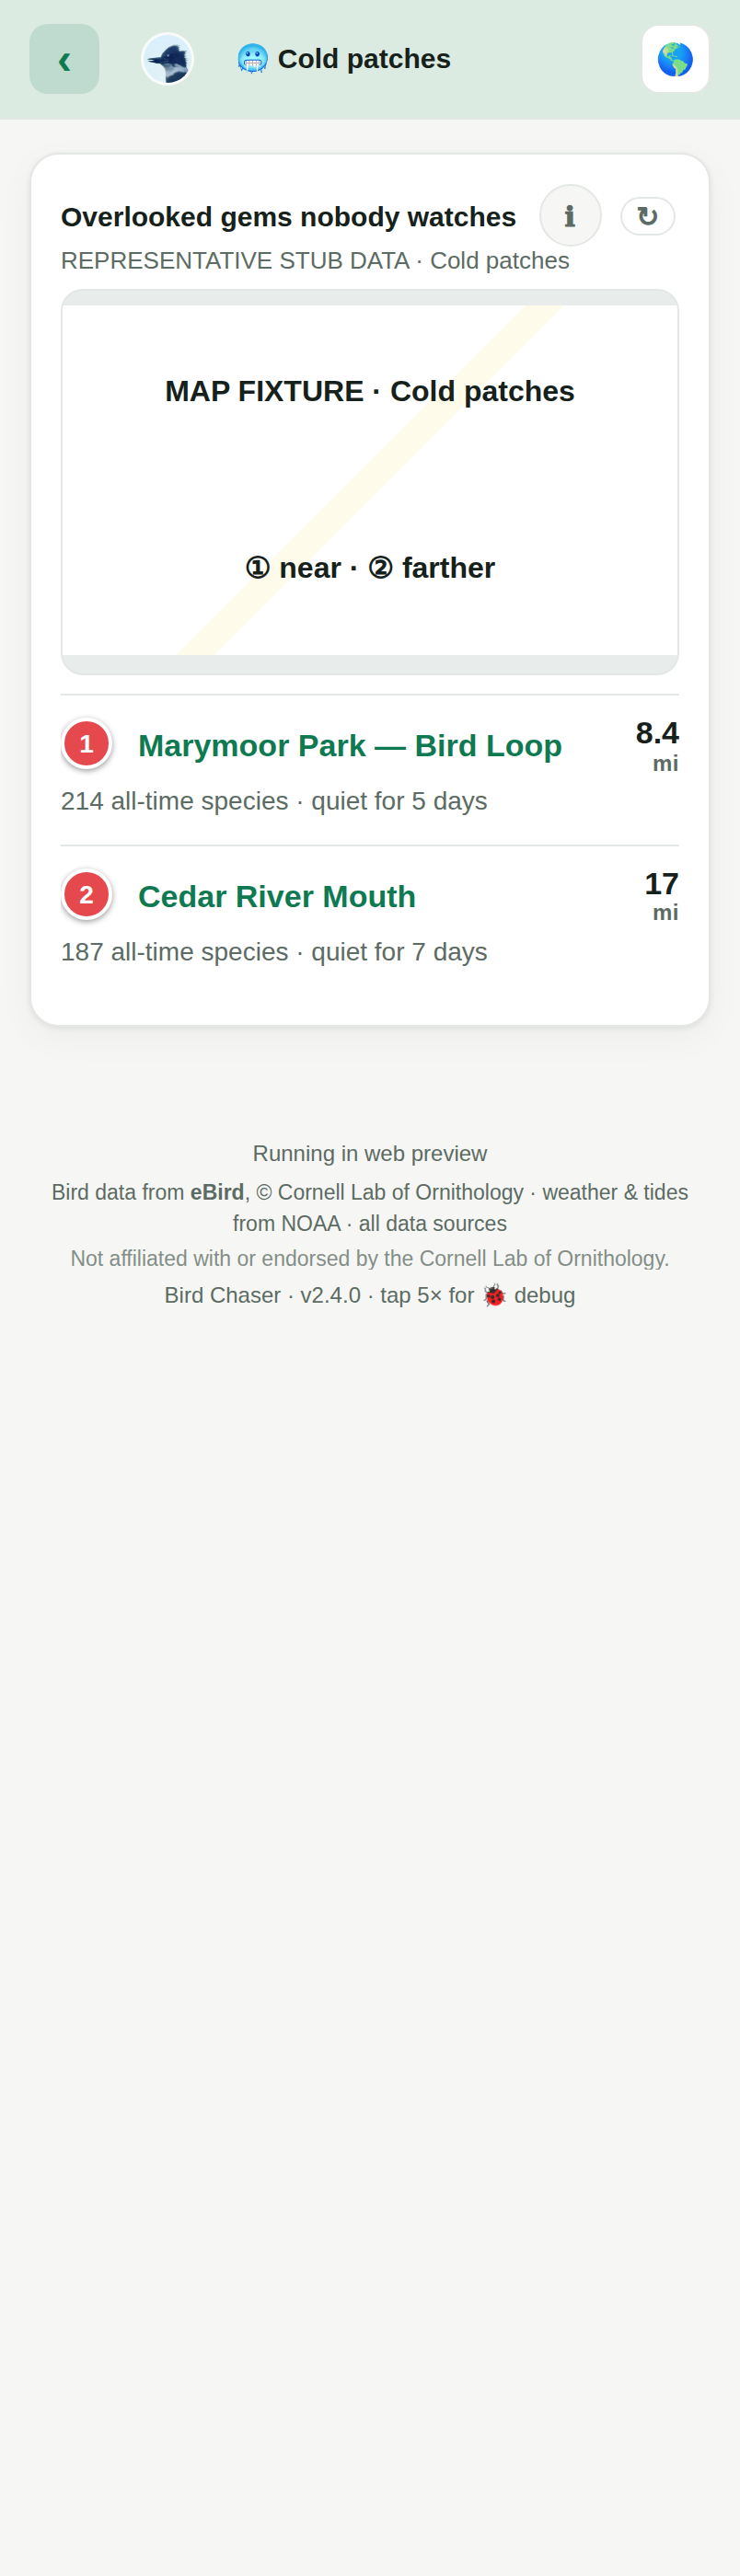 ‹ 🥶 Cold patches 🌎
Overlooked gems nobody watches ℹ ↻
REPRESENTATIVE STUB DATA · Cold patches
MAP FIXTURE · Cold patches
① near · ② farther
1 Marymoor Park — Bird Loop 8.4 mi
214 all-time species · quiet for 5 days
2 Cedar River Mouth 17 mi
187 all-time species · quiet for 7 days
Running in web preview
Bird data from eBird, © Cornell Lab of Ornithology · weather & tides
from NOAA · all data sources
Not affiliated with or endorsed by the Cornell Lab of Ornithology.
Bird Chaser · v2.4.0 · tap 5× for 🐞 debug